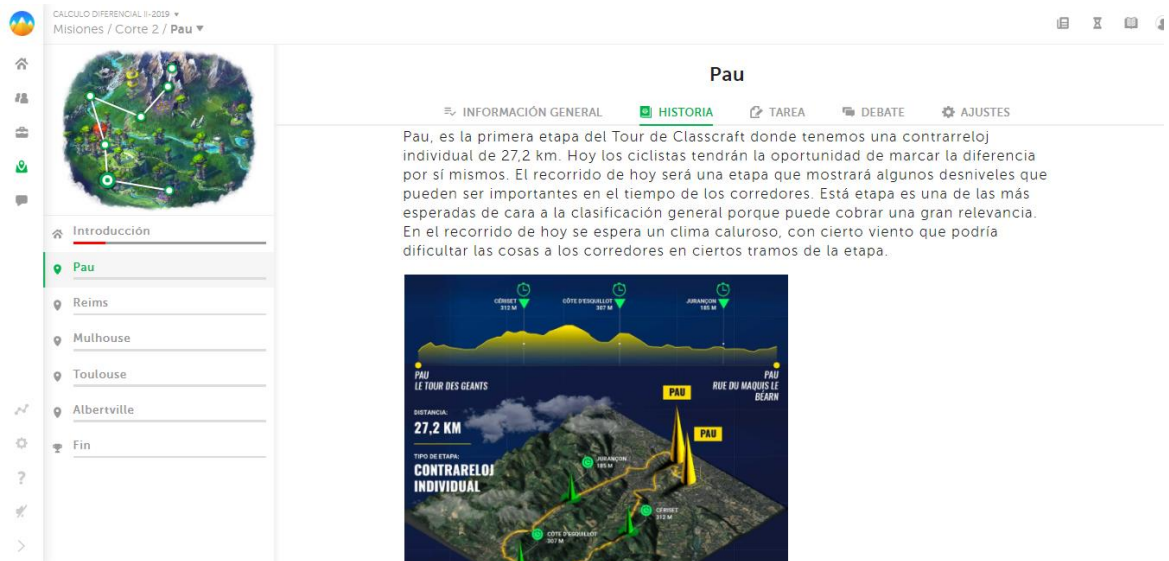 CALCULO DIFERENCIAL II-2019
Misiones / Corte 2 / Pau
Introducción
Pau
Reims
Mulhouse
Toulouse
Albertville
Fin
?
Pau
INFORMACIÓN GENERAL HISTORIA TAREA DEBATE AJUSTES
Pau, es la primera etapa del Tour de Classcraft donde tenemos una contrarreloj
individual de 27,2 km. Hoy los ciclistas tendrán la oportunidad de marcar la diferencia
por sí mismos. El recorrido de hoy será una etapa que mostrará algunos desniveles que
pueden ser importantes en el tiempo de los corredores. Está etapa es una de las más
esperadas de cara a la clasificación general porque puede cobrar una gran relevancia.
En el recorrido de hoy se espera un clima caluroso, con cierto viento que podría
dificultar las cosas a los corredores en ciertos tramos de la etapa.
CÉRISET
312 M
CÔTE D'ESQUILLOT
307 M
JURANÇON
185 M
PAU
LE TOUR DES GEANTS
PAU
RUE DU MAQUIS LE
BÉARN
DISTANCIA:
27,2 KM
TIPO DE ETAPA:
CONTRARELOJ
INDIVIDUAL
PAU
PAU
JURANÇON
185 M
CÉRISET
312 M
CÔTE D'ESQUILLOT
307 M